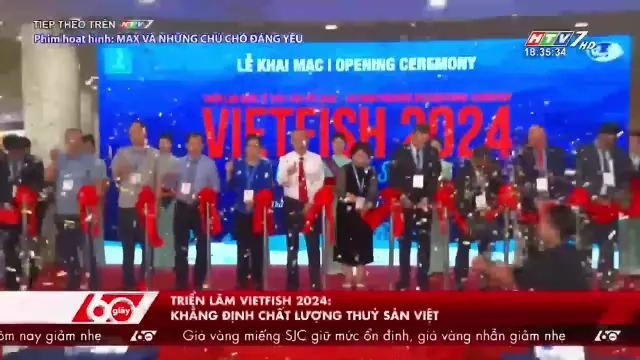 TIẾP THEO TRÊN HTV7
Phim hoạt hình: MAX VÀ NHỮNG CHÚ CHÓ ĐÁNG YÊU
HTV7 HD
18:35:34
LỄ KHAI MẠC | OPENING CEREMONY
VIETFISH 2024
60 giây
TRIỂN LÃM VIETFISH 2024:
KHẲNG ĐỊNH CHẤT LƯỢNG THUỶ SẢN VIỆT
ôm nay giảm nhẹ 60 Giá vàng miếng SJC giữ mức ổn định, giá vàng nhẫn giảm nhẹ 60